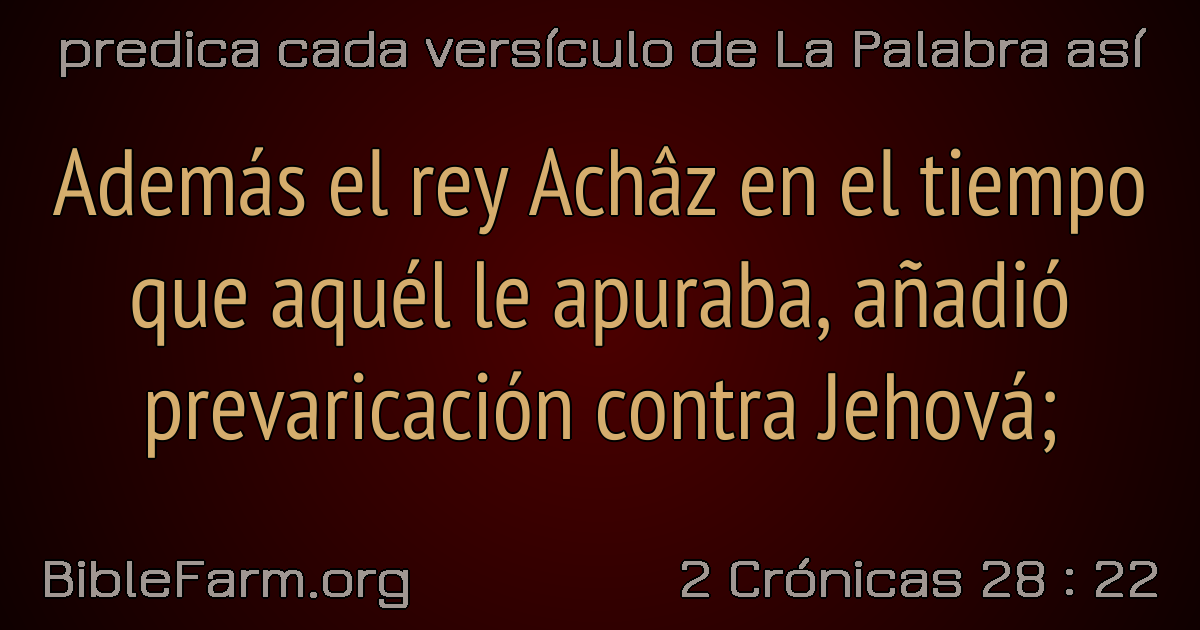 predica cada versículo de La Palabra así
Además el rey Achâz en el tiempo
que aquél le apuraba, añadió
prevaricación contra Jehová;
BibleFarm.org
2 Crónicas 28 : 22